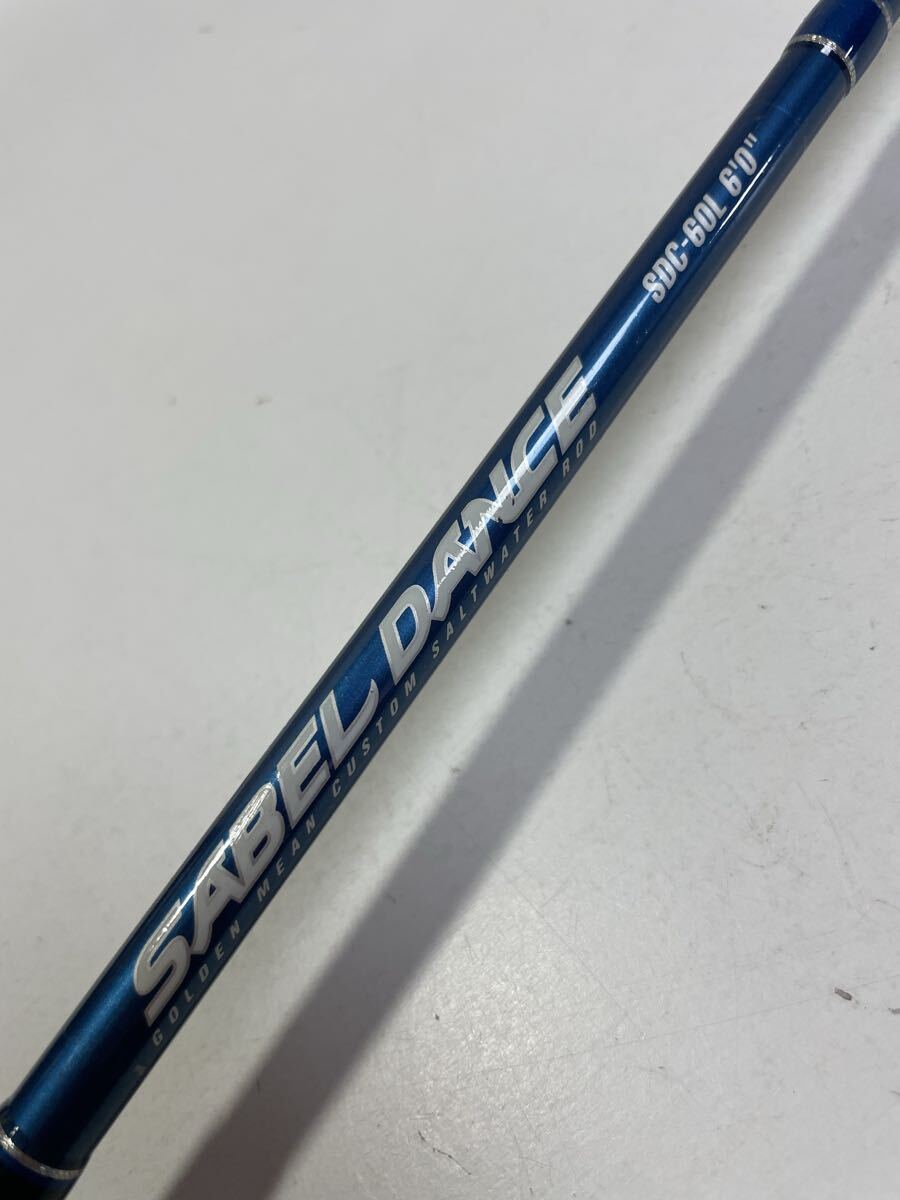 SABEL DANCE
GOLDEN MEAN CUSTOM SALTWATER ROD
SDC-60L 6'0"